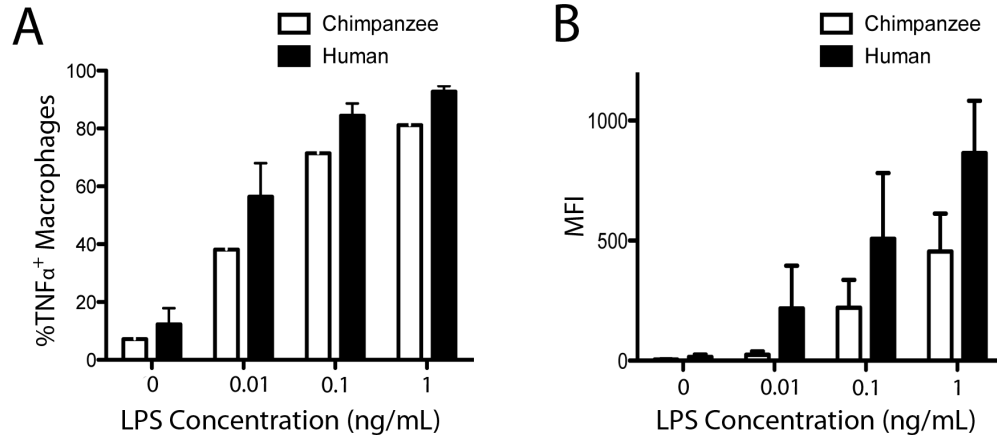 A
Chimpanzee
Human
%TNFα⁺ Macrophages
100
80
60
40
20
0
0 0.01 0.1 1
LPS Concentration (ng/mL)
B
Chimpanzee
Human
MFI
1000
500
0
0 0.01 0.1 1
LPS Concentration (ng/mL)